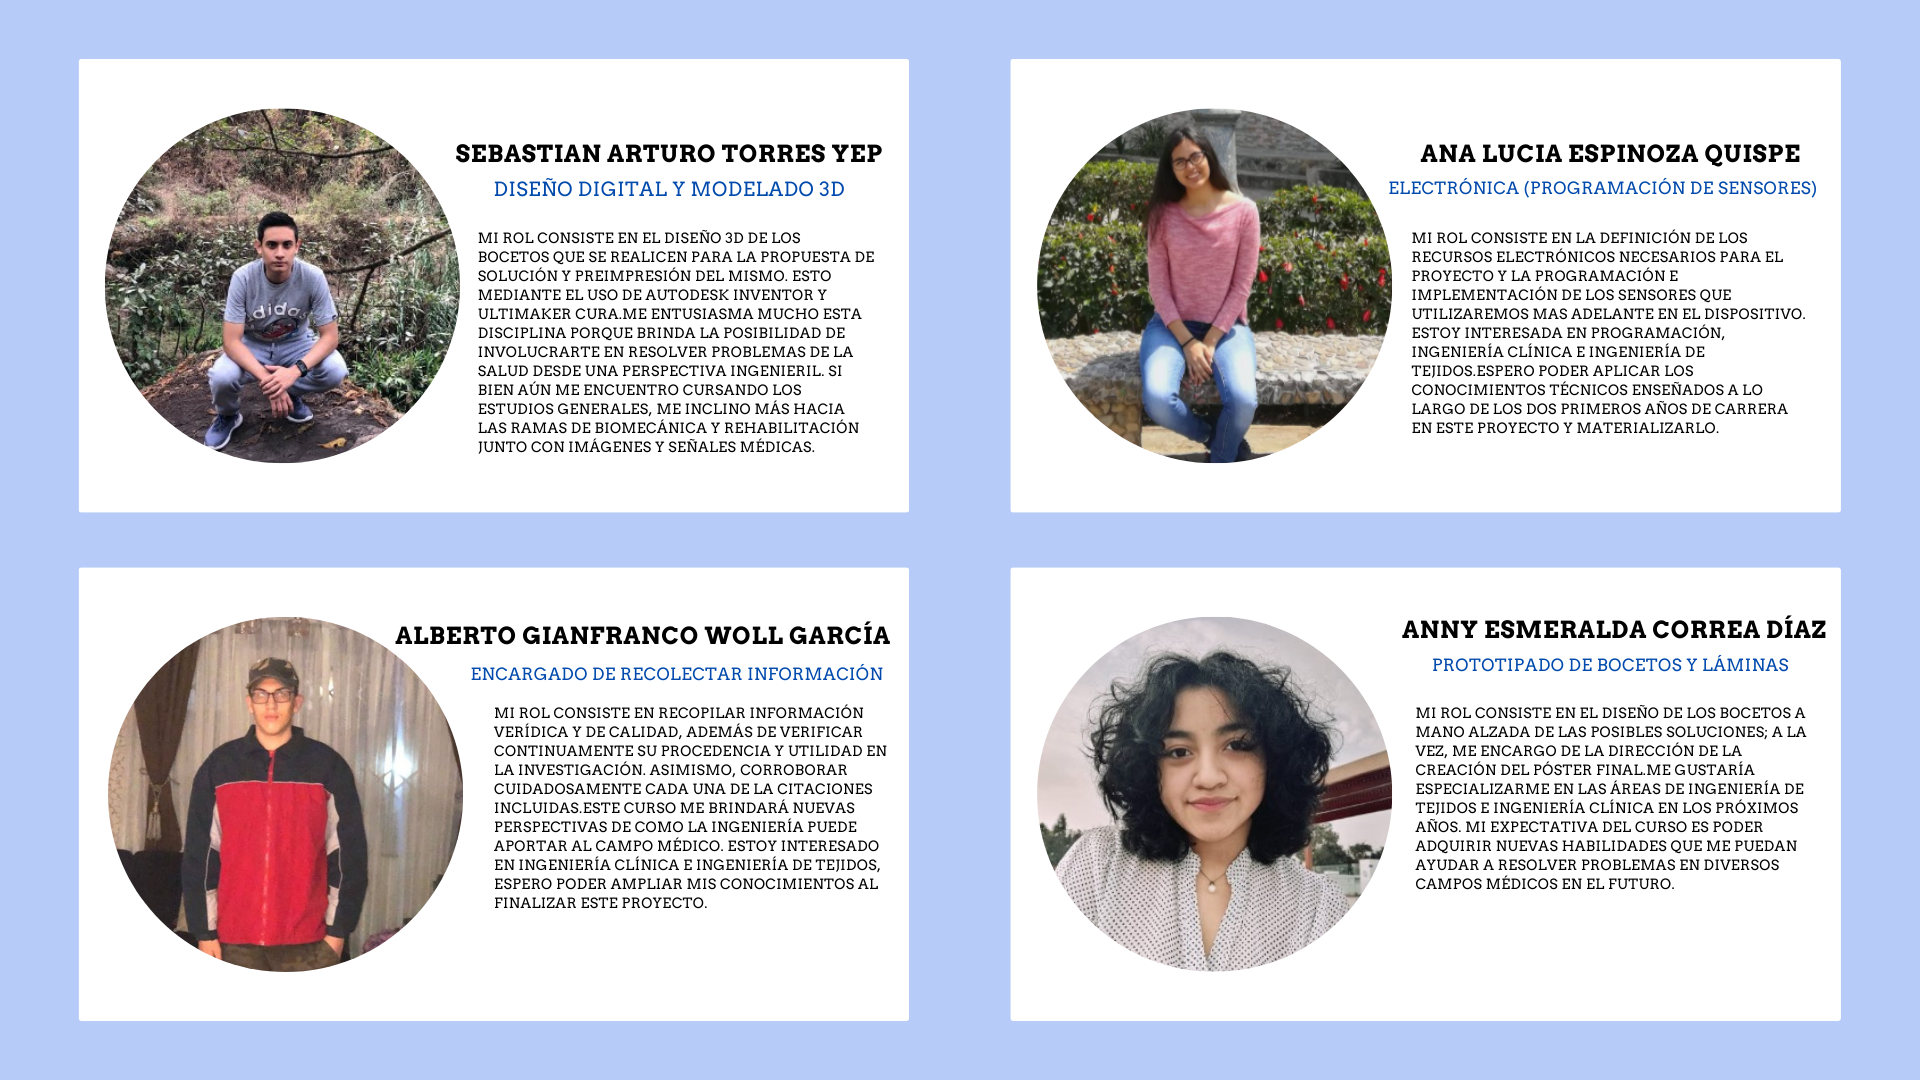 SEBASTIAN ARTURO TORRES YEP
DISEÑO DIGITAL Y MODELADO 3D
MI ROL CONSISTE EN EL DISEÑO 3D DE LOS
BOCETOS QUE SE REALICEN PARA LA PROPUESTA DE
SOLUCIÓN Y PREIMPRESIÓN DEL MISMO. ESTO
MEDIANTE EL USO DE AUTODESK INVENTOR Y
ULTIMAKER CURA.ME ENTUSIASMA MUCHO ESTA
DISCIPLINA PORQUE BRINDA LA POSIBILIDAD DE
INVOLUCRARTE EN RESOLVER PROBLEMAS DE LA
SALUD DESDE UNA PERSPECTIVA INGENIERIL. SI
BIEN AÚN ME ENCUENTRO CURSANDO LOS
ESTUDIOS GENERALES, ME INCLINO MÁS HACIA
LAS RAMAS DE BIOMECÁNICA Y REHABILITACIÓN
JUNTO CON IMÁGENES Y SEÑALES MÉDICAS.
adidas
ANA LUCIA ESPINOZA QUISPE
ELECTRÓNICA (PROGRAMACIÓN DE SENSORES)
MI ROL CONSISTE EN LA DEFINICIÓN DE LOS
RECURSOS ELECTRÓNICOS NECESARIOS PARA EL
PROYECTO Y LA PROGRAMACIÓN E
IMPLEMENTACIÓN DE LOS SENSORES QUE
UTILIZAREMOS MAS ADELANTE EN EL DISPOSITIVO.
ESTOY INTERESADA EN PROGRAMACIÓN,
INGENIERÍA CLÍNICA E INGENIERÍA DE
TEJIDOS.ESPERO PODER APLICAR LOS
CONOCIMIENTOS TÉCNICOS ENSEÑADOS A LO
LARGO DE LOS DOS PRIMEROS AÑOS DE CARRERA
EN ESTE PROYECTO Y MATERIALIZARLO.
ALBERTO GIANFRANCO WOLL GARCÍA
ENCARGADO DE RECOLECTAR INFORMACIÓN
MI ROL CONSISTE EN RECOPILAR INFORMACIÓN
VERÍDICA Y DE CALIDAD, ADEMÁS DE VERIFICAR
CONTINUAMENTE SU PROCEDENCIA Y UTILIDAD EN
LA INVESTIGACIÓN. ASIMISMO, CORROBORAR
CUIDADOSAMENTE CADA UNA DE LA CITACIONES
INCLUIDAS.ESTE CURSO ME BRINDARÁ NUEVAS
PERSPECTIVAS DE COMO LA INGENIERÍA PUEDE
APORTAR AL CAMPO MÉDICO. ESTOY INTERESADO
EN INGENIERÍA CLÍNICA E INGENIERÍA DE TEJIDOS,
ESPERO PODER AMPLIAR MIS CONOCIMIENTOS AL
FINALIZAR ESTE PROYECTO.
ANNY ESMERALDA CORREA DÍAZ
PROTOTIPADO DE BOCETOS Y LÁMINAS
MI ROL CONSISTE EN EL DISEÑO DE LOS BOCETOS A
MANO ALZADA DE LAS POSIBLES SOLUCIONES; A LA
VEZ, ME ENCARGO DE LA DIRECCIÓN DE LA
CREACIÓN DEL PÓSTER FINAL.ME GUSTARÍA
ESPECIALIZARME EN LAS ÁREAS DE INGENIERÍA DE
TEJIDOS E INGENIERÍA CLÍNICA EN LOS PRÓXIMOS
AÑOS. MI EXPECTATIVA DEL CURSO ES PODER
ADQUIRIR NUEVAS HABILIDADES QUE ME PUEDAN
AYUDAR A RESOLVER PROBLEMAS EN DIVERSOS
CAMPOS MÉDICOS EN EL FUTURO.